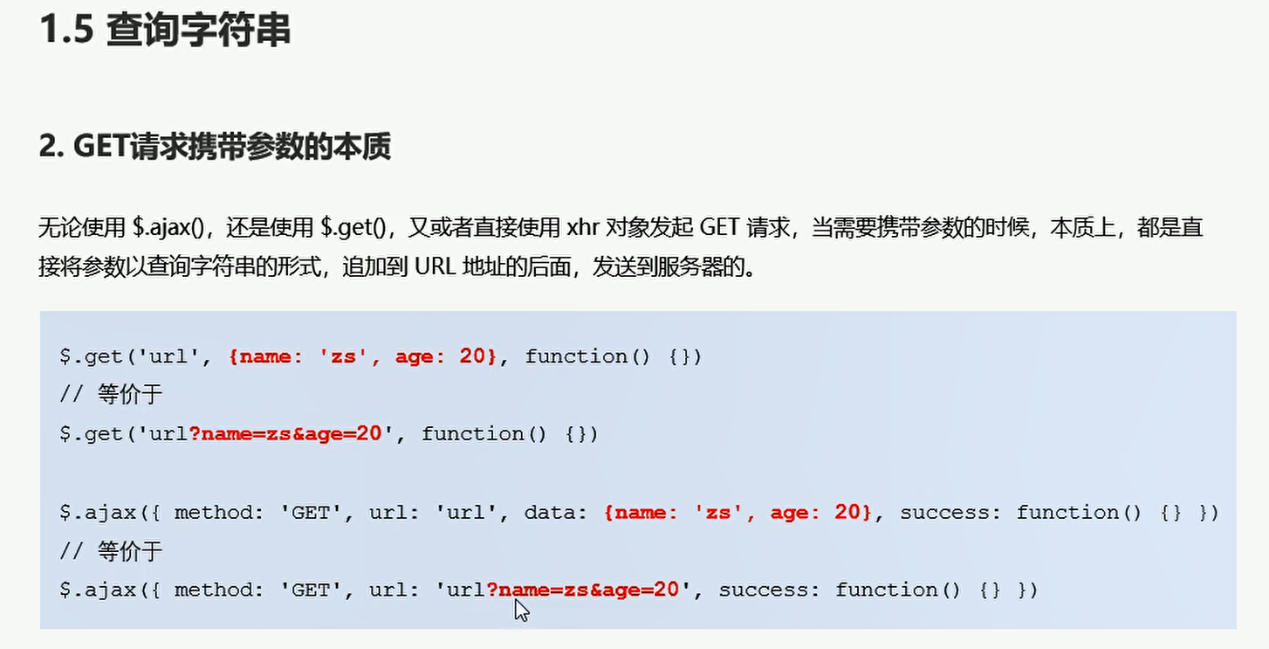 1.5 查询字符串
2. GET请求携带参数的本质
无论使用 $.ajax()，还是使用 $.get()，又或者直接使用 xhr 对象发起 GET 请求，当需要携带参数的时候，本质上，都是直
接将参数以查询字符串的形式，追加到 URL 地址的后面，发送到服务器的。
$.get('url', {name: 'zs', age: 20}, function() {})
// 等价于
$.get('url?name=zs&age=20', function() {})
$.ajax({ method: 'GET', url: 'url', data: {name: 'zs', age: 20}, success: function() {} })
// 等价于
$.ajax({ method: 'GET', url: 'url?name=zs&age=20', success: function() {} })